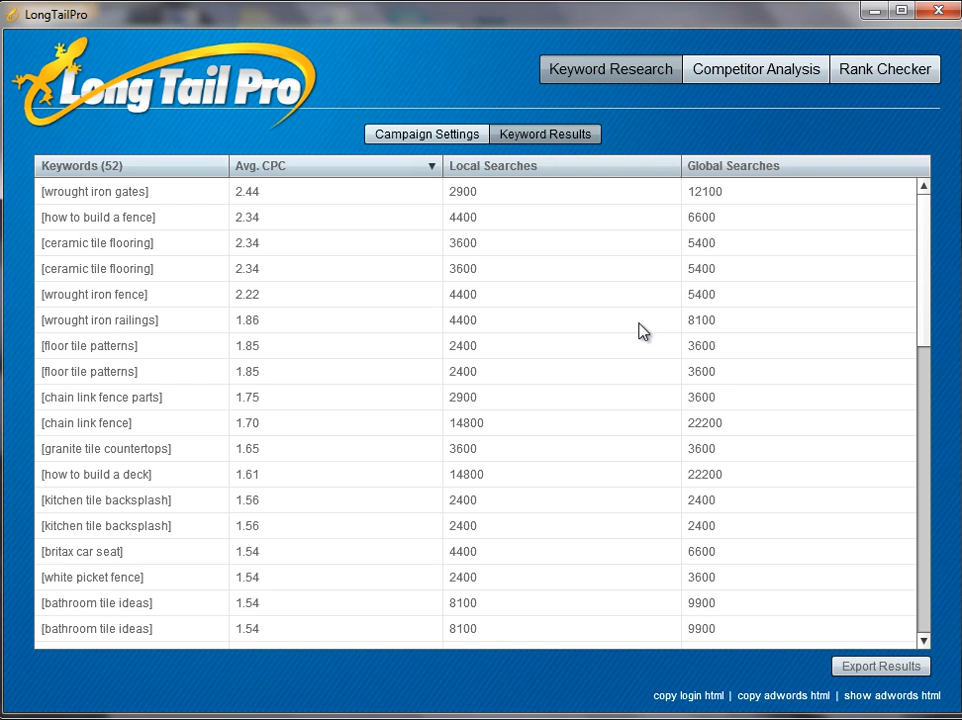 LongTailPro
Long Tail Pro
Keyword Research Competitor Analysis Rank Checker
Campaign Settings Keyword Results
Keywords (52) Avg. CPC ▼ Local Searches Global Searches
[wrought iron gates] 2.44 2900 12100
[how to build a fence] 2.34 4400 6600
[ceramic tile flooring] 2.34 3600 5400
[ceramic tile flooring] 2.34 3600 5400
[wrought iron fence] 2.22 4400 5400
[wrought iron railings] 1.86 4400 8100
[floor tile patterns] 1.85 2400 3600
[floor tile patterns] 1.85 2400 3600
[chain link fence parts] 1.75 2900 3600
[chain link fence] 1.70 14800 22200
[granite tile countertops] 1.65 3600 3600
[how to build a deck] 1.61 14800 22200
[kitchen tile backsplash] 1.56 2400 2400
[kitchen tile backsplash] 1.56 2400 2400
[britax car seat] 1.54 4400 6600
[white picket fence] 1.54 2400 3600
[bathroom tile ideas] 1.54 8100 9900
[bathroom tile ideas] 1.54 8100 9900
Export Results
copy login html | copy adwords html | show adwords html